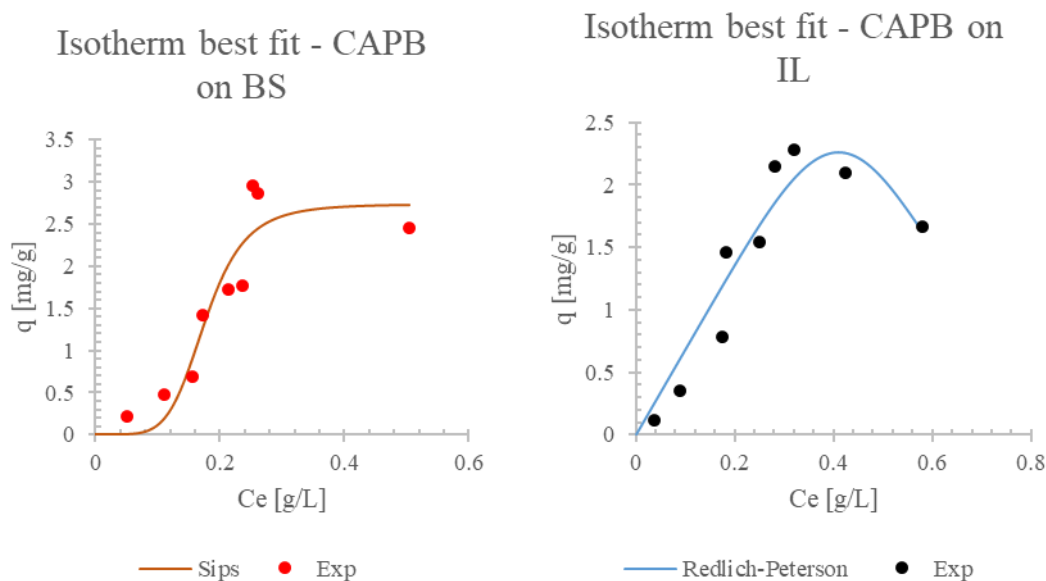 Isotherm best fit - CAPB
on BS
3.5
3
2.5
2
1.5
1
0.5
0
q [mg/g]
0 0.2 0.4 0.6
Ce [g/L]
Sips Exp
Isotherm best fit - CAPB on
IL
2.5
2
1.5
1
0.5
0
q [mg/g]
0 0.2 0.4 0.6 0.8
Ce [g/L]
Redlich-Peterson Exp